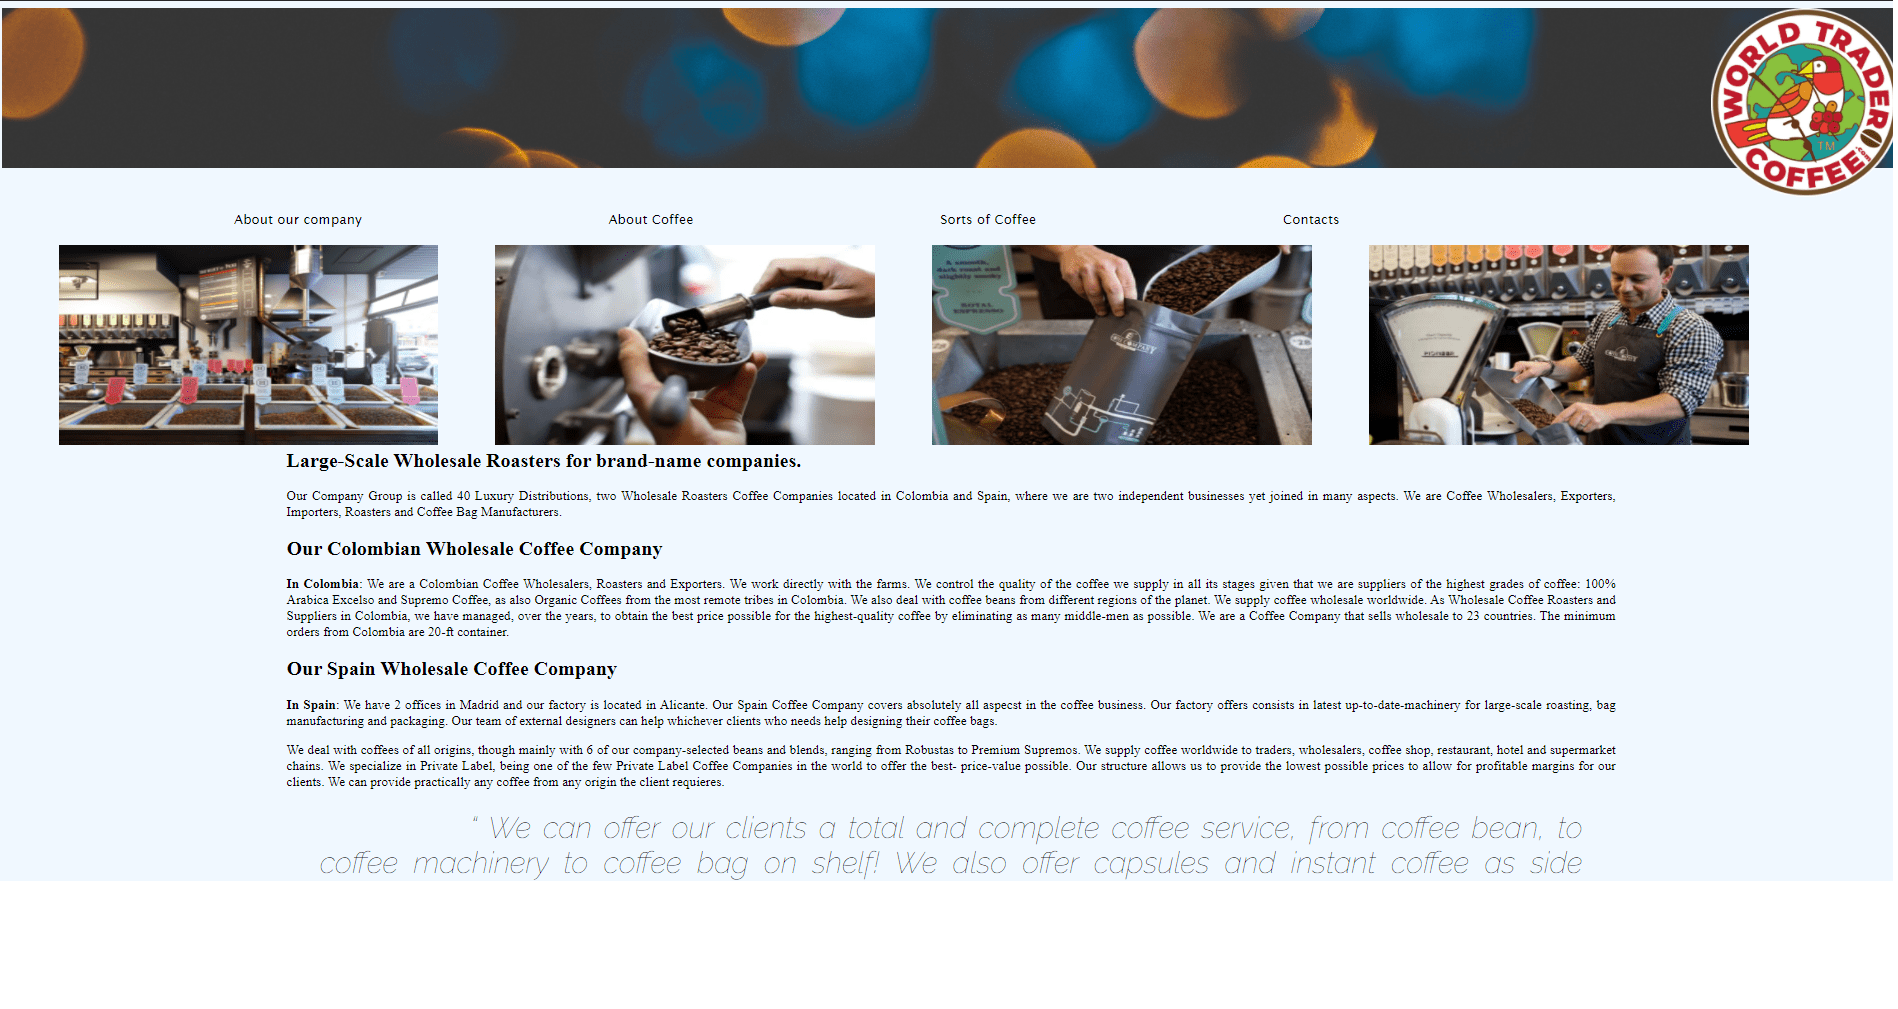 WORLD TRADER
COFFEE
.com
TM
About our company
About Coffee
Sorts of Coffee
Contacts
A smooth,
dark roast and
slightly smoky
ROYAL
ESPRESSO
Large-Scale Wholesale Roasters for brand-name companies.
Our Company Group is called 40 Luxury Distributions, two Wholesale Roasters Coffee Companies located in Colombia and Spain, where we are two independent businesses yet joined in many aspects. We are Coffee Wholesalers, Exporters,
Importers, Roasters and Coffee Bag Manufacturers.
Our Colombian Wholesale Coffee Company
In Colombia: We are a Colombian Coffee Wholesalers, Roasters and Exporters. We work directly with the farms. We control the quality of the coffee we supply in all its stages given that we are suppliers of the highest grades of coffee: 100%
Arabica Excelso and Supremo Coffee, as also Organic Coffees from the most remote tribes in Colombia. We also deal with coffee beans from different regions of the planet. We supply coffee wholesale worldwide. As Wholesale Coffee Roasters and
Suppliers in Colombia, we have managed, over the years, to obtain the best price possible for the highest-quality coffee by eliminating as many middle-men as possible. We are a Coffee Company that sells wholesale to 23 countries. The minimum
orders from Colombia are 20-ft container.
Our Spain Wholesale Coffee Company
In Spain: We have 2 offices in Madrid and our factory is located in Alicante. Our Spain Coffee Company covers absolutely all aspecst in the coffee business. Our factory offers consists in latest up-to-date-machinery for large-scale roasting, bag
manufacturing and packaging. Our team of external designers can help whichever clients who needs help designing their coffee bags.
We deal with coffees of all origins, though mainly with 6 of our company-selected beans and blends, ranging from Robustas to Premium Supremos. We supply coffee worldwide to traders, wholesalers, coffee shop, restaurant, hotel and supermarket
chains. We specialize in Private Label, being one of the few Private Label Coffee Companies in the world to offer the best- price-value possible. Our structure allows us to provide the lowest possible prices to allow for profitable margins for our
clients. We can provide practically any coffee from any origin the client requieres.
“ We can offer our clients a total and complete coffee service, from coffee bean, to
coffee machinery to coffee bag on shelf! We also offer capsules and instant coffee as side